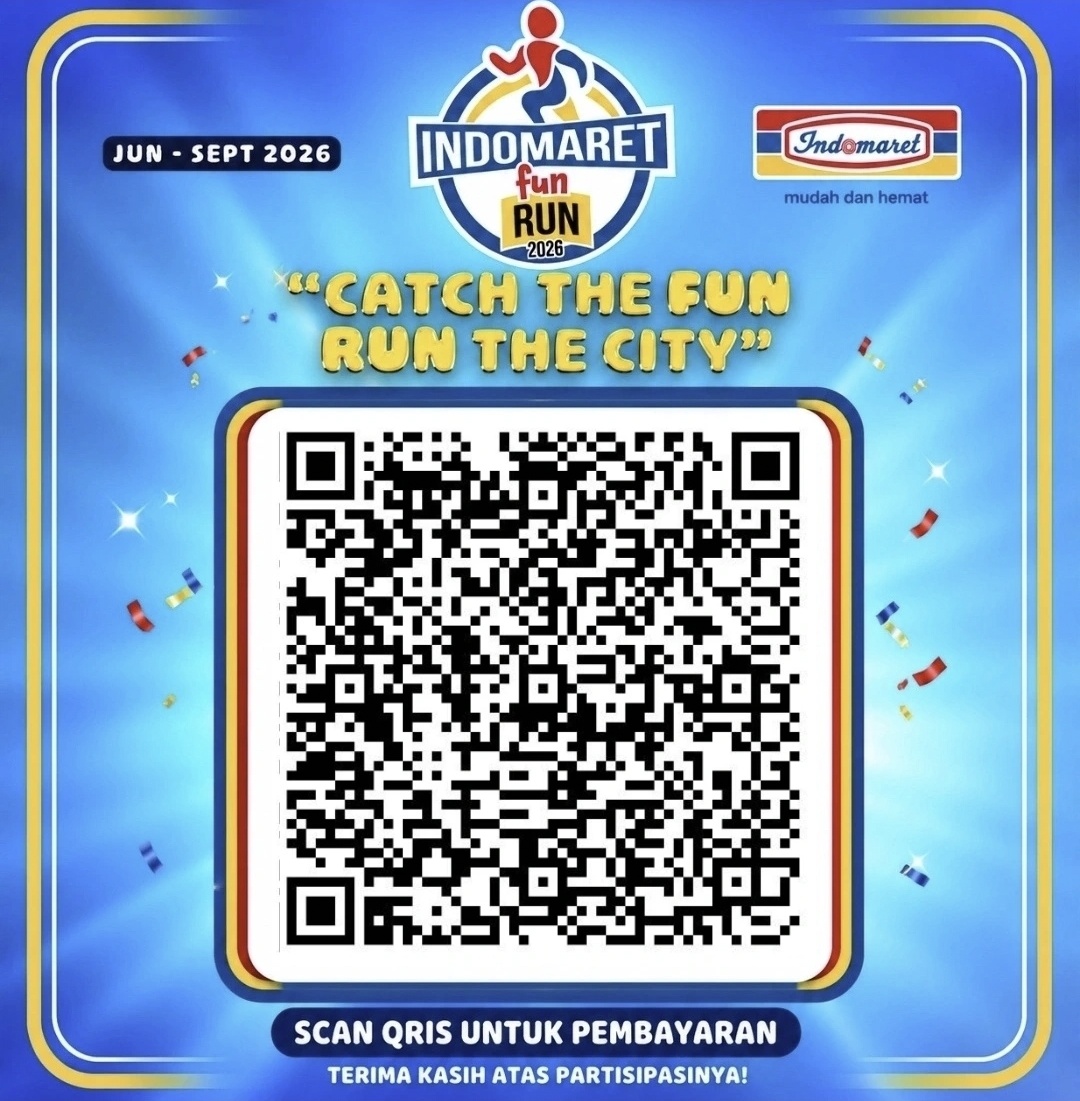 JUN - SEPT 2026
INDOMARET
fun
RUN
2026
Indomaret
mudah dan hemat
“CATCH THE FUN
RUN THE CITY”
SCAN QRIS UNTUK PEMBAYARAN
TERIMA KASIH ATAS PARTISIPASINYA!